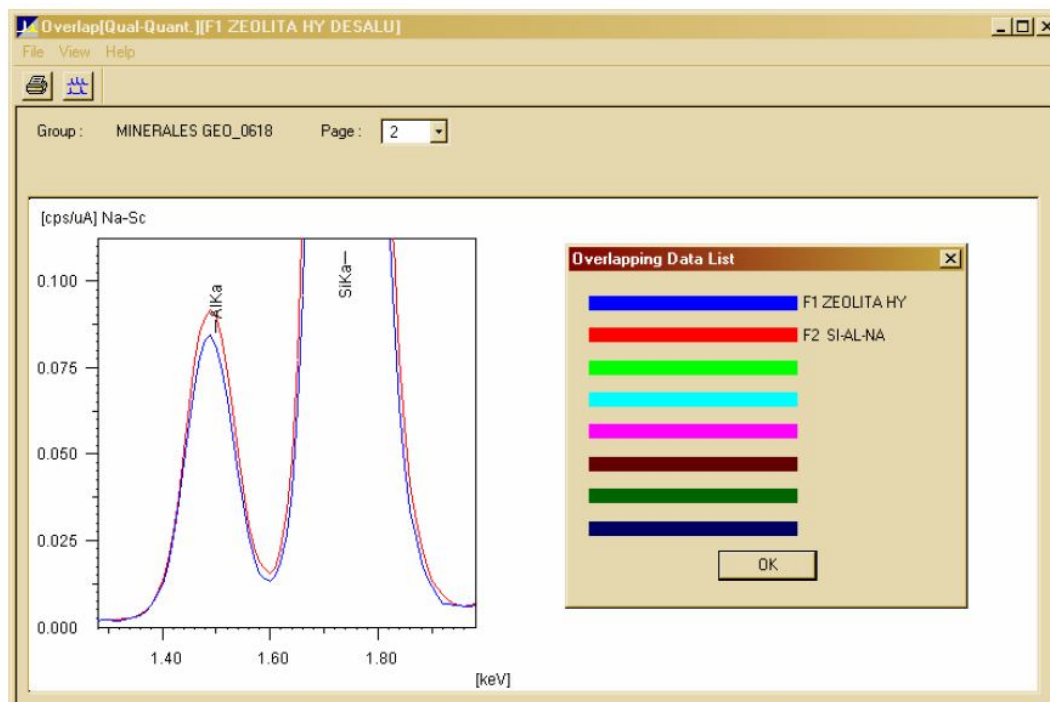 Overlap[Qual-Quant.][F1 ZEOLITA HY DESALU]
File View Help
Group : MINERALES GEO_0618 Page : 2
[cps/uA] Na-Sc
0.100
0.075
0.050
0.025
0.000
1.40 1.60 1.80
[keV]
AlKa
SiKa
Overlapping Data List
F1 ZEOLITA HY
F2 SI-AL-NA
OK